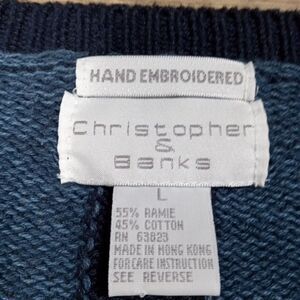 HAND EMBROIDERED
Christopher
&
Banks
L
55% RAMIE
45% COTTON
RN 63823
MADE IN HONG KONG
FOR CARE INSTRUCTION
SEE REVERSE